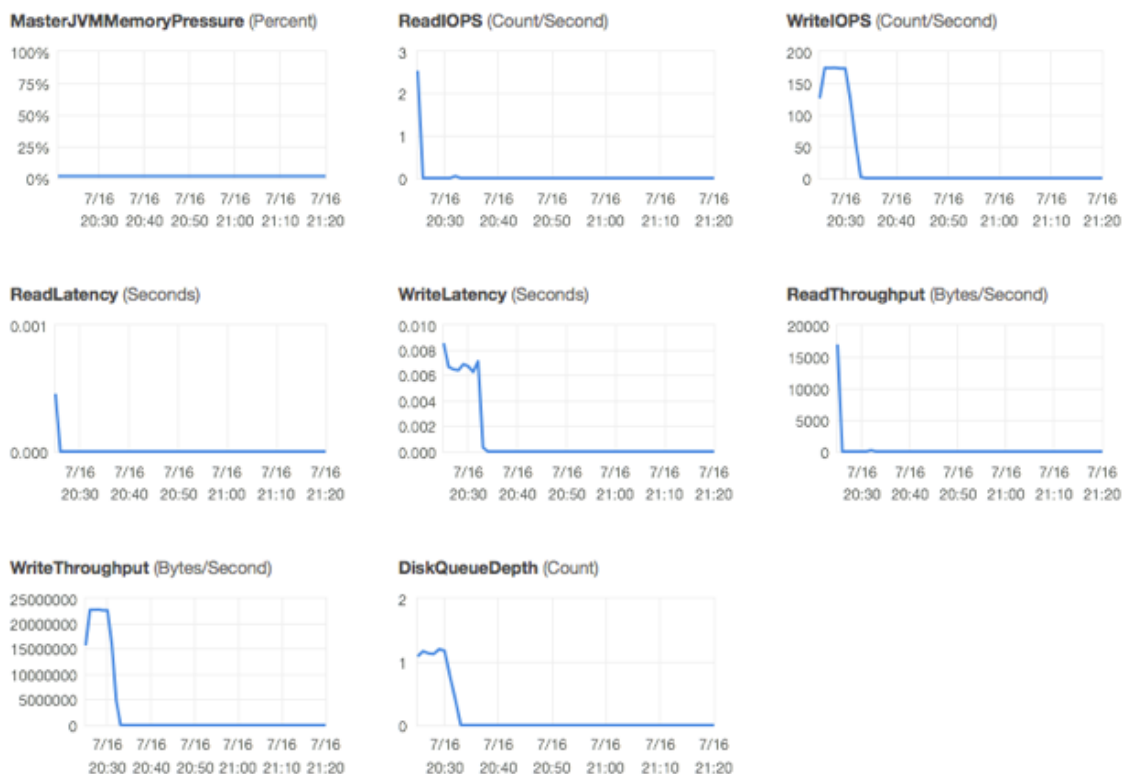 MasterJVMMemoryPressure (Percent)
100%
75%
50%
25%
0%
7/16 7/16 7/16 7/16 7/16 7/16
20:30 20:40 20:50 21:00 21:10 21:20
ReadIOPS (Count/Second)
3
2
1
0
7/16 7/16 7/16 7/16 7/16 7/16
20:30 20:40 20:50 21:00 21:10 21:20
WriteIOPS (Count/Second)
200
150
100
50
0
7/16 7/16 7/16 7/16 7/16 7/16
20:30 20:40 20:50 21:00 21:10 21:20
ReadLatency (Seconds)
0.001
0.000
7/16 7/16 7/16 7/16 7/16 7/16
20:30 20:40 20:50 21:00 21:10 21:20
WriteLatency (Seconds)
0.010
0.008
0.006
0.004
0.002
0.000
7/16 7/16 7/16 7/16 7/16 7/16
20:30 20:40 20:50 21:00 21:10 21:20
ReadThroughput (Bytes/Second)
20000
15000
10000
5000
0
7/16 7/16 7/16 7/16 7/16 7/16
20:30 20:40 20:50 21:00 21:10 21:20
WriteThroughput (Bytes/Second)
25000000
20000000
15000000
10000000
5000000
0
7/16 7/16 7/16 7/16 7/16 7/16
20:30 20:40 20:50 21:00 21:10 21:20
DiskQueueDepth (Count)
2
1
0
7/16 7/16 7/16 7/16 7/16 7/16
20:30 20:40 20:50 21:00 21:10 21:20